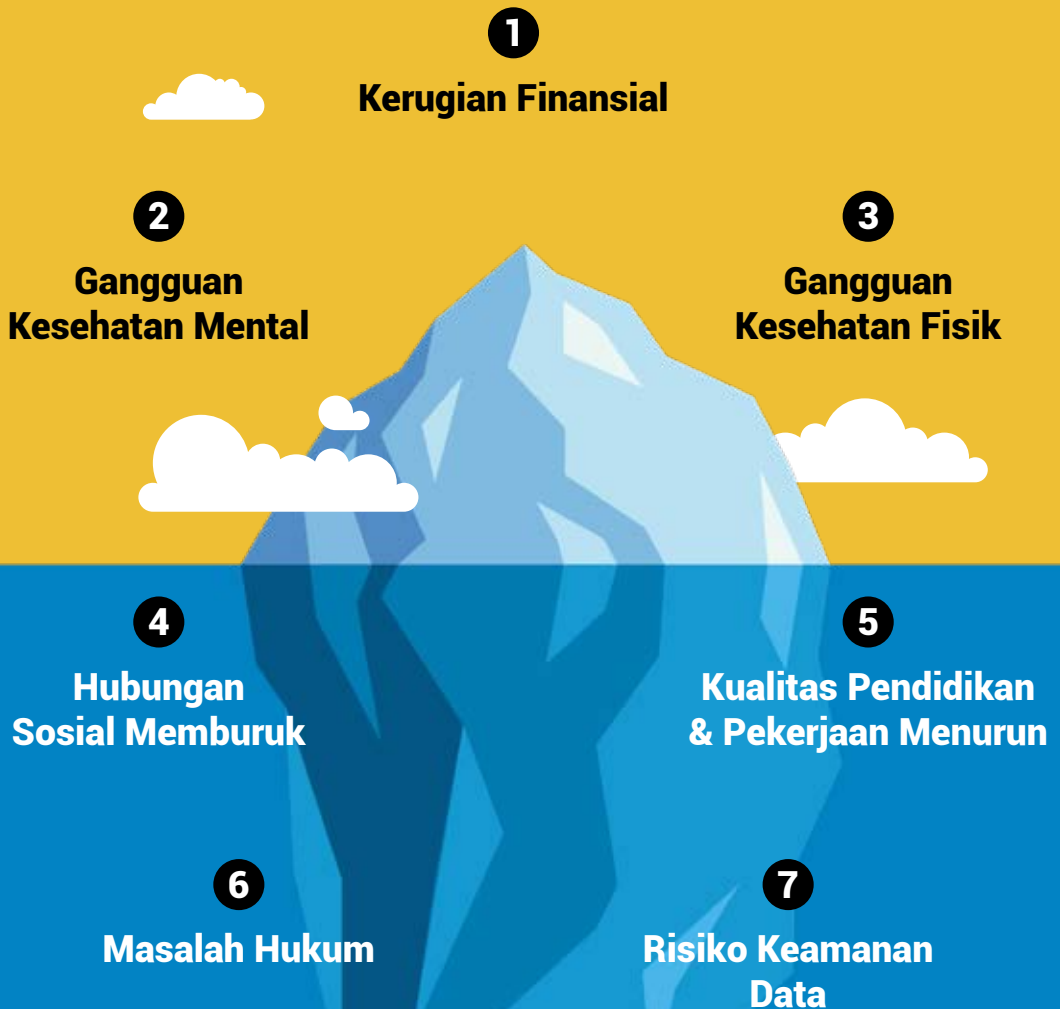 1
Kerugian Finansial
2
Gangguan
Kesehatan Mental
3
Gangguan
Kesehatan Fisik
4
Hubungan
Sosial Memburuk
5
Kualitas Pendidikan
& Pekerjaan Menurun
6
Masalah Hukum
7
Risiko Keamanan
Data